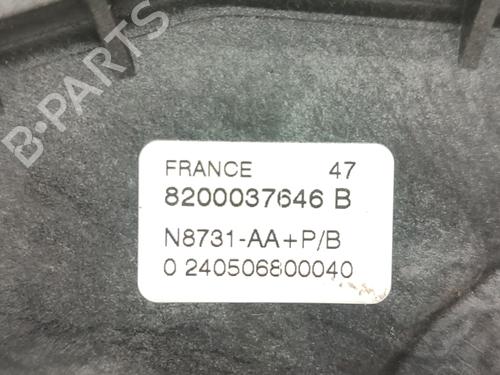 B-PARTS
FRANCE 47
8200037646 B
N8731-AA+P/B
0 240506800040